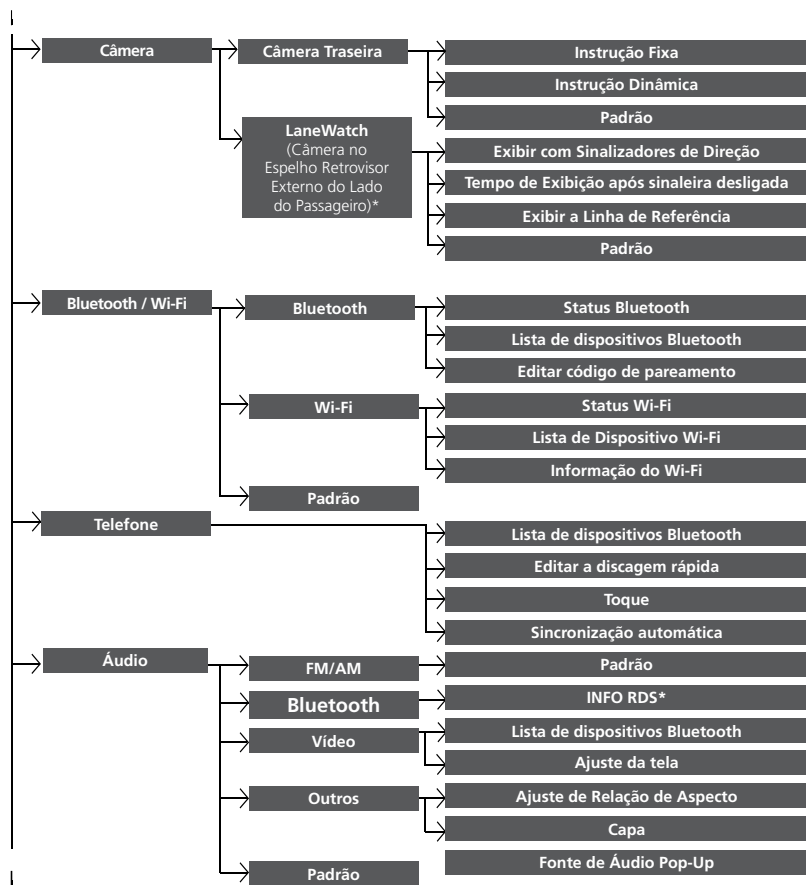 Câmera
Câmera Traseira
Instrução Fixa
Instrução Dinâmica
Padrão
LaneWatch
(Câmera no
Espelho Retrovisor
Externo do Lado
do Passageiro)*
Exibir com Sinalizadores de Direção
Tempo de Exibição após sinaleira desligada
Exibir a Linha de Referência
Padrão
Bluetooth / Wi-Fi
Bluetooth
Status Bluetooth
Lista de dispositivos Bluetooth
Editar código de pareamento
Wi-Fi
Status Wi-Fi
Lista de Dispositivo Wi-Fi
Informação do Wi-Fi
Padrão
Telefone
Lista de dispositivos Bluetooth
Editar a discagem rápida
Toque
Sincronização automática
Áudio
FM/AM
Padrão
Bluetooth
INFO RDS*
Vídeo
Lista de dispositivos Bluetooth
Ajuste da tela
Outros
Ajuste de Relação de Aspecto
Capa
Padrão
Fonte de Áudio Pop-Up